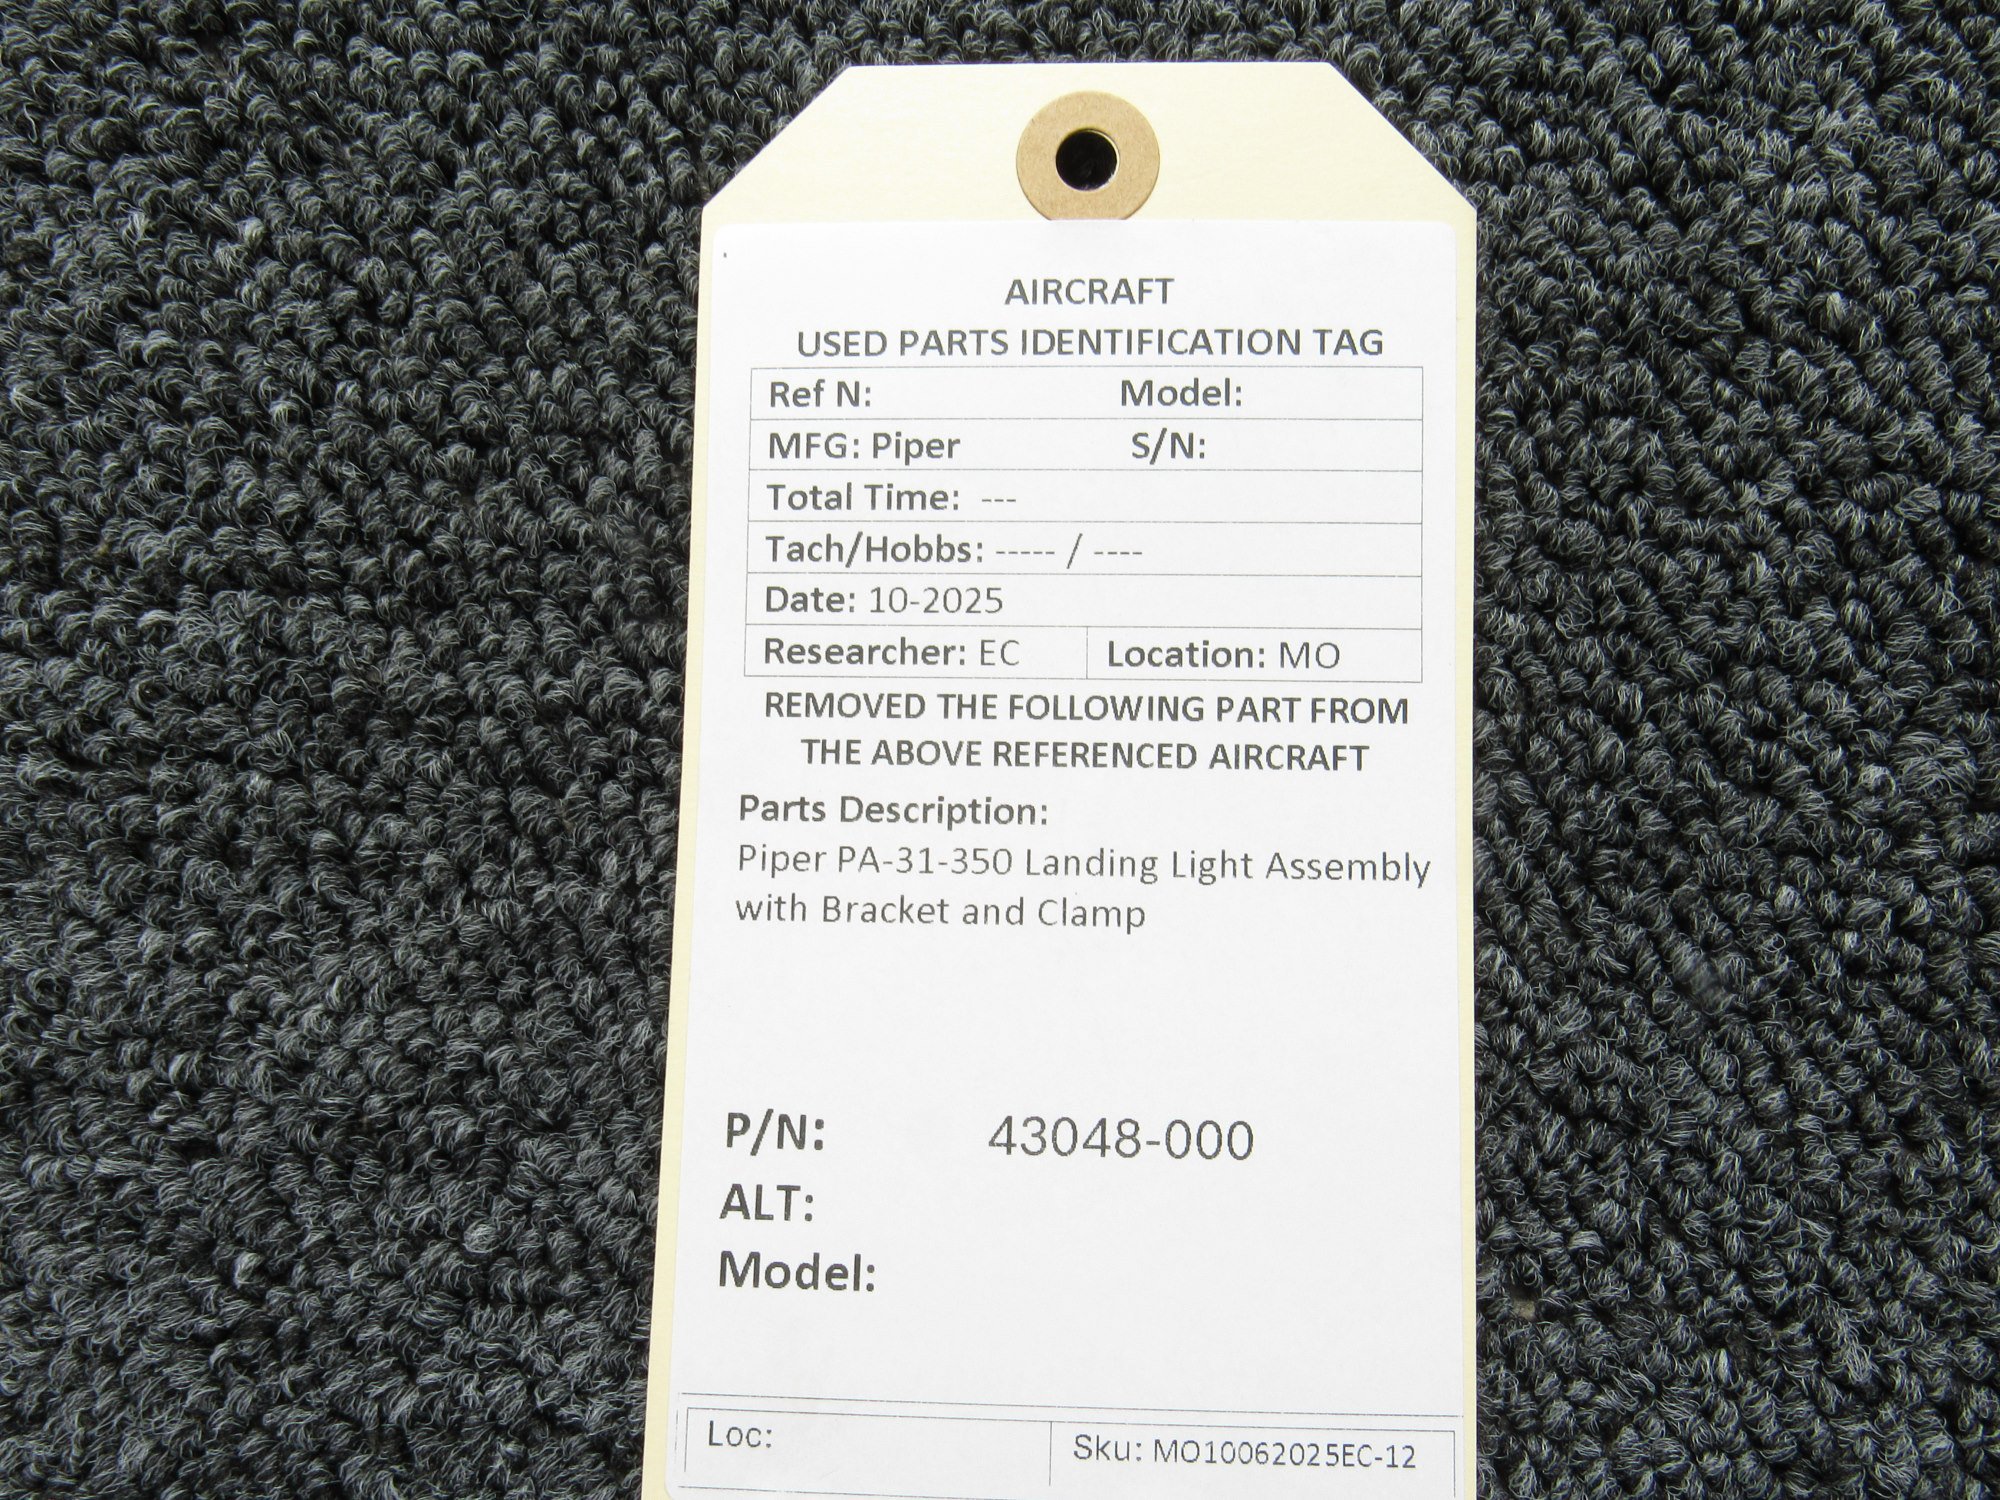 AIRCRAFT
USED PARTS IDENTIFICATION TAG
Ref N: Model:
MFG: Piper S/N:
Total Time: ---
Tach/Hobbs: ----- / ----
Date: 10-2025
Researcher: EC Location: MO
REMOVED THE FOLLOWING PART FROM
THE ABOVE REFERENCED AIRCRAFT
Parts Description:
Piper PA-31-350 Landing Light Assembly
with Bracket and Clamp
P/N: 43048-000
ALT:
Model:
Loc: Sku: MO10062025EC-12